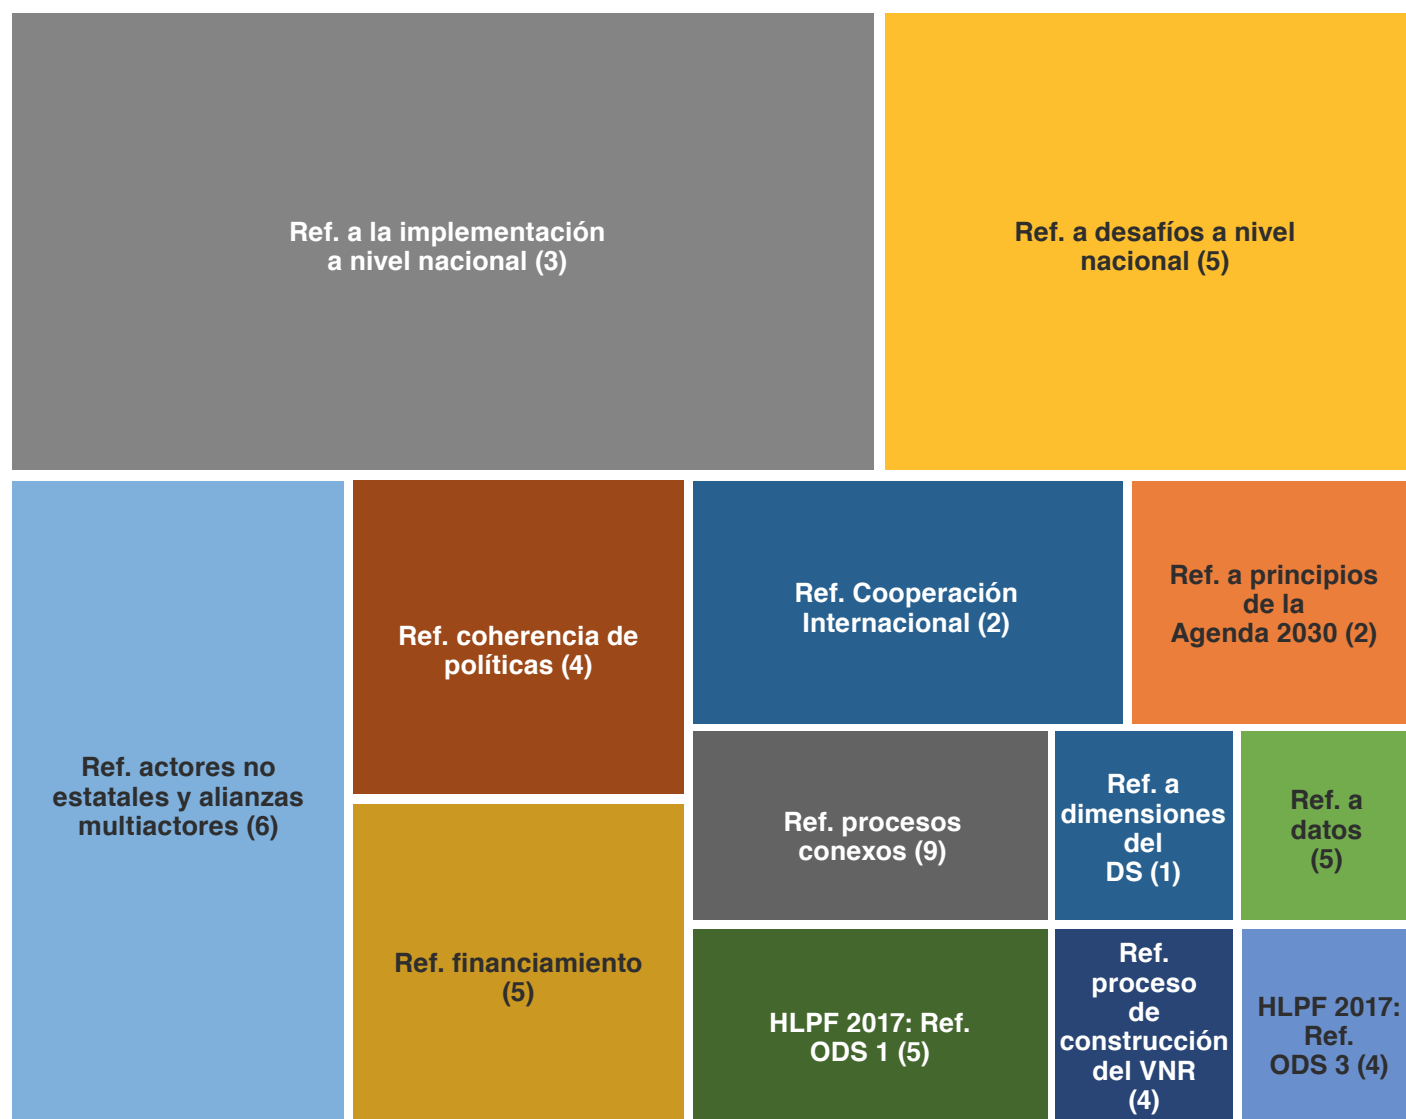 Ref. a la implementación
a nivel nacional (3)
Ref. a desafíos a nivel
nacional (5)
Ref. actores no
estatales y alianzas
multiactores (6)
Ref. coherencia de
políticas (4)
Ref. financiamiento
(5)
Ref. Cooperación
Internacional (2)
Ref. a principios
de la
Agenda 2030 (2)
Ref. procesos
conexos (9)
Ref. a
dimensiones
del
DS (1)
Ref. a
datos
(5)
HLPF 2017: Ref.
ODS 1 (5)
Ref.
proceso
de
construcción
del VNR
(4)
HLPF 2017:
Ref.
ODS 3 (4)